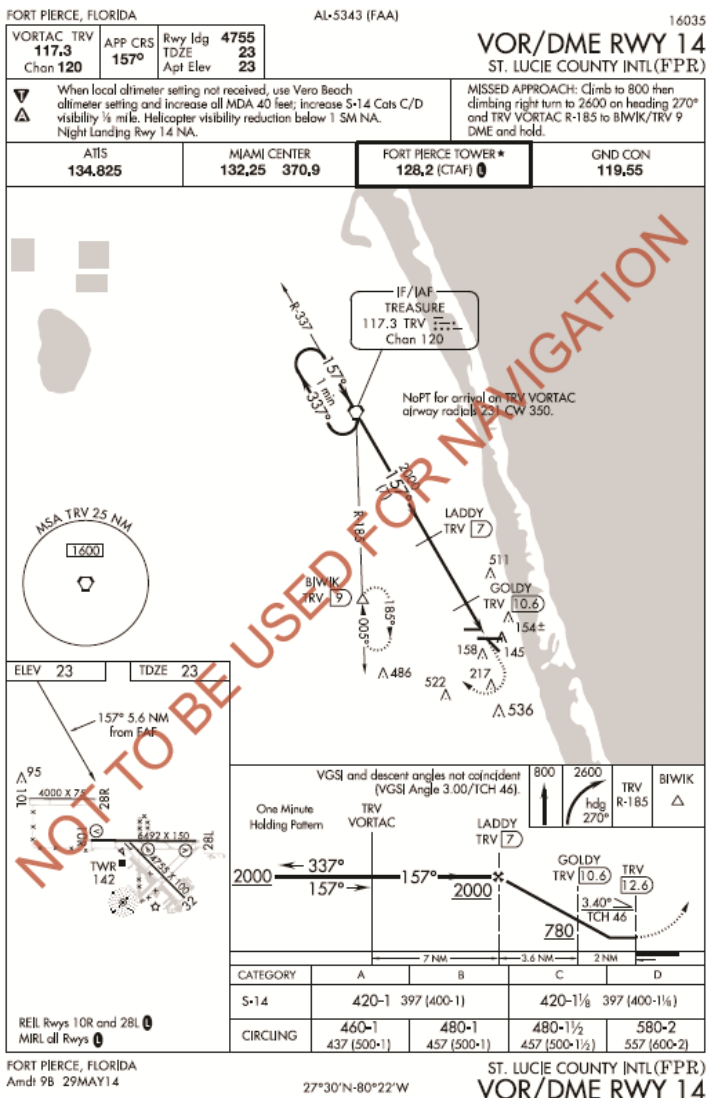 FORT PIERCE, FLORIDA
AL-5343 (FAA)
16035
VORTAC TRV
117.3
Chan 120
APP CRS
157°
Rwy ldg 4755
TDZE 23
Apt Elev 23
VOR/DME RWY 14
ST. LUCIE COUNTY INTL(FPR)
T
A
When local altimeter setting not received, use Vero Beach
altimeter setting and increase all MDA 40 feet; increase S-14 Cats C/D
visibility ⅛ mile. Helicopter visibility reduction below 1 SM NA.
Night Landing Rwy 14 NA.
MISSED APPROACH: Climb to 800 then
climbing right turn to 2600 on heading 270°
and TRV VORTAC R-185 to BIWIK/TRV 9
DME and hold.
ATIS
134.825
MIAMI CENTER
132.25 370.9
FORT PIERCE TOWER★
128.2 (CTAF) L
GND CON
119.55
IF/IAF
TREASURE
117.3 TRV
Chan 120
R-337
157°
1 min
337°
NoPT for arrival on TRV VORTAC
airway radials 231 CW 350.
2000
157°
(7)
R-185
LADDY
TRV 7
MSA TRV 25 NM
1600
BIWIK
TRV 9
185°
005°
511
GOLDY
TRV 10.6
154±
158
145
217
486
522
536
NOT TO BE USED FOR NAVIGATION
ELEV 23
TDZE 23
157° 5.6 NM
from FAF
95
4000 X 75
10L
28R
10R
6492 X 150
28L
4755 X 100
32
TWR
142
REIL Rwys 10R and 28L L
MIRL all Rwys L
VGSI and descent angles not coincident
(VGSI Angle 3.00/TCH 46).
800
2600
hdg
270°
TRV
R-185
BIWIK
One Minute
Holding Pattern
TRV
VORTAC
LADDY
TRV 7
GOLDY
TRV 10.6
TRV
12.6
2000
337°
157°
157°
2000
3.40°
TCH 46
780
7 NM
3.6 NM
2 NM
CATEGORY A B C D
S-14 420-1 397 (400-1) 420-1⅛ 397 (400-1⅛)
CIRCLING
460-1
437 (500-1)
480-1
457 (500-1)
480-1½
457 (500-1½)
580-2
557 (600-2)
FORT PIERCE, FLORIDA
Amdt 9B 29MAY14
27°30'N-80°22'W
ST. LUCIE COUNTY INTL(FPR)
VOR/DME RWY 14